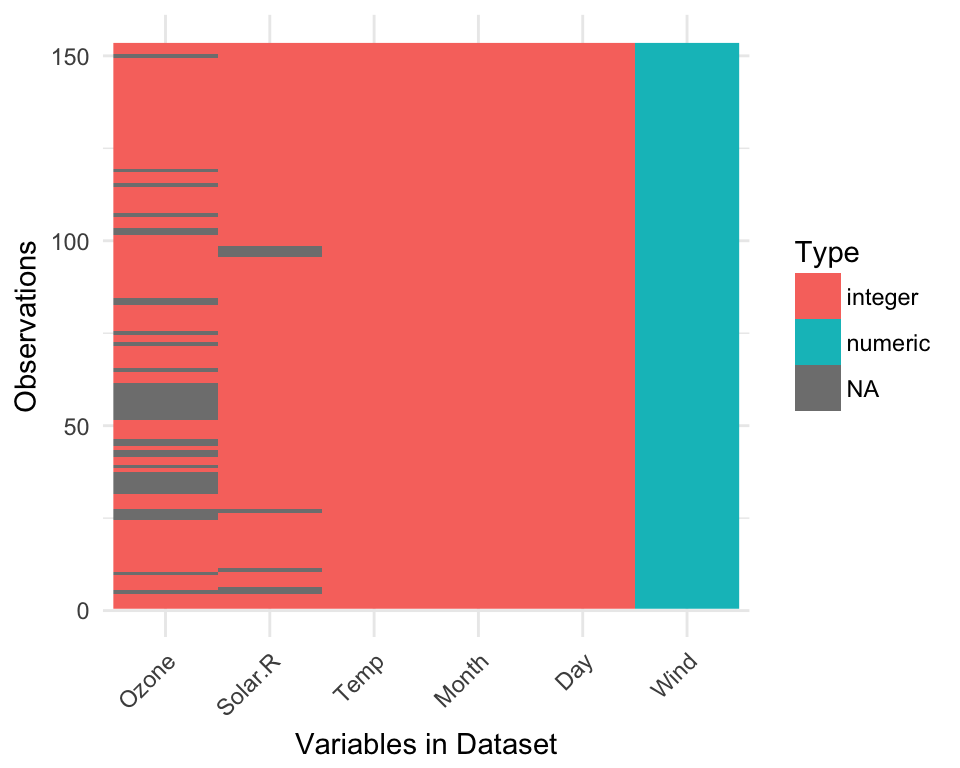 150
100
50
0
Observations
Ozone
Solar.R
Temp
Month
Day
Wind
Variables in Dataset
Type
integer
numeric
NA